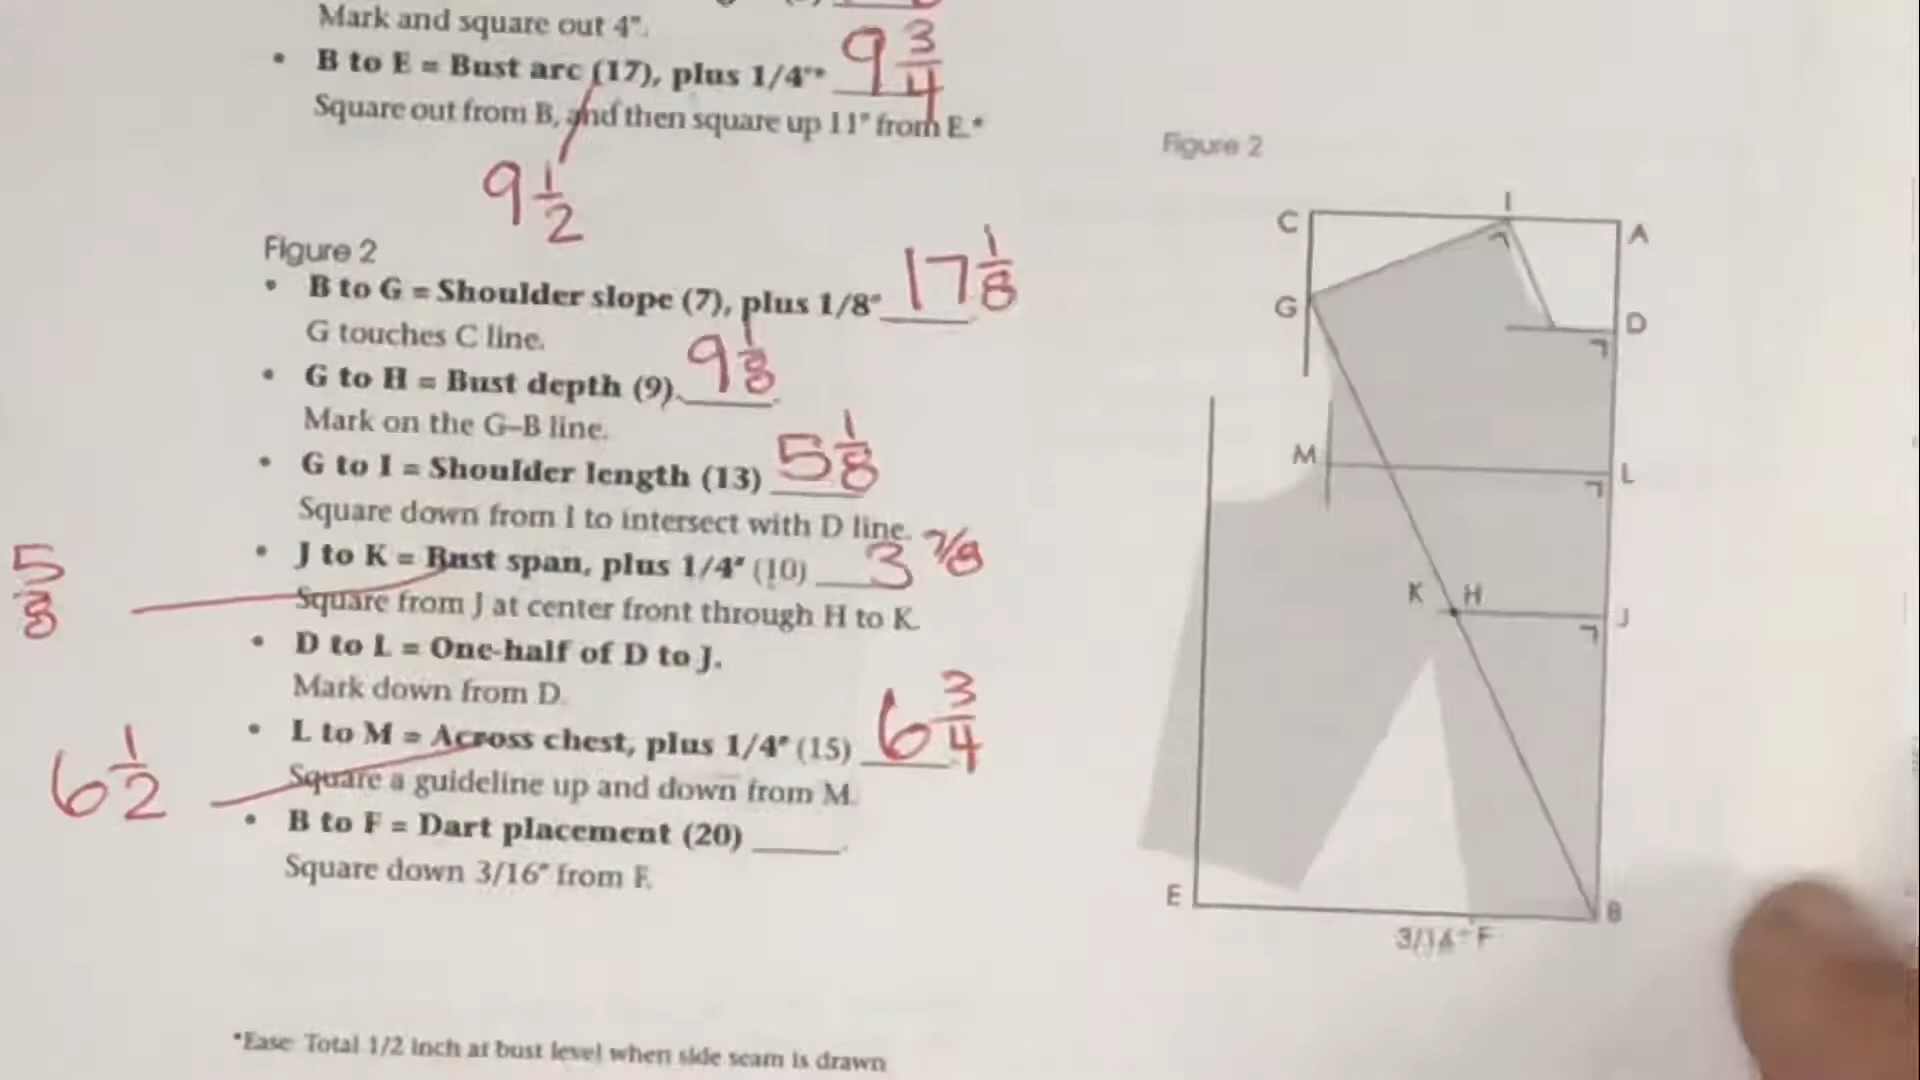 Mark and square out 4".
• B to E = Bust arc (17), plus 1/4"* 9 3/4
Square out from B, and then square up 11" from E.*
9 1/2
Figure 2
• B to G = Shoulder slope (7), plus 1/8" 17 1/8
G touches C line.
• G to H = Bust depth (9) 9 1/8
Mark on the G–B line.
• G to I = Shoulder length (13) 5 1/8
Square down from I to intersect with D line.
• J to K = Bust span, plus 1/4" (10) 3 7/8
5/8
Square from J at center front through H to K.
• D to L = One-half of D to J.
Mark down from D.
• L to M = Across chest, plus 1/4" (15) 6 3/4
6 1/2
Square a guideline up and down from M.
• B to F = Dart placement (20) ____.
Square down 3/16" from F.
*Ease: Total 1/2 inch at bust level when side seam is drawn
Figure 2
I
C
A
G
D
M
L
K H
J
E
B
3/16" F